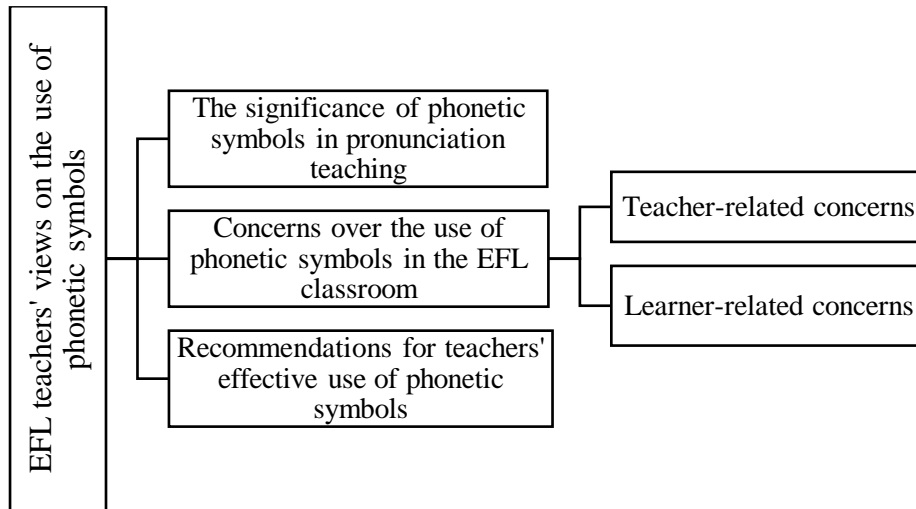 EFL teachers' views on the use of
phonetic symbols
The significance of phonetic
symbols in pronunciation
teaching
Concerns over the use of
phonetic symbols in the EFL
classroom
Recommendations for teachers'
effective use of phonetic
symbols
Teacher-related concerns
Learner-related concerns